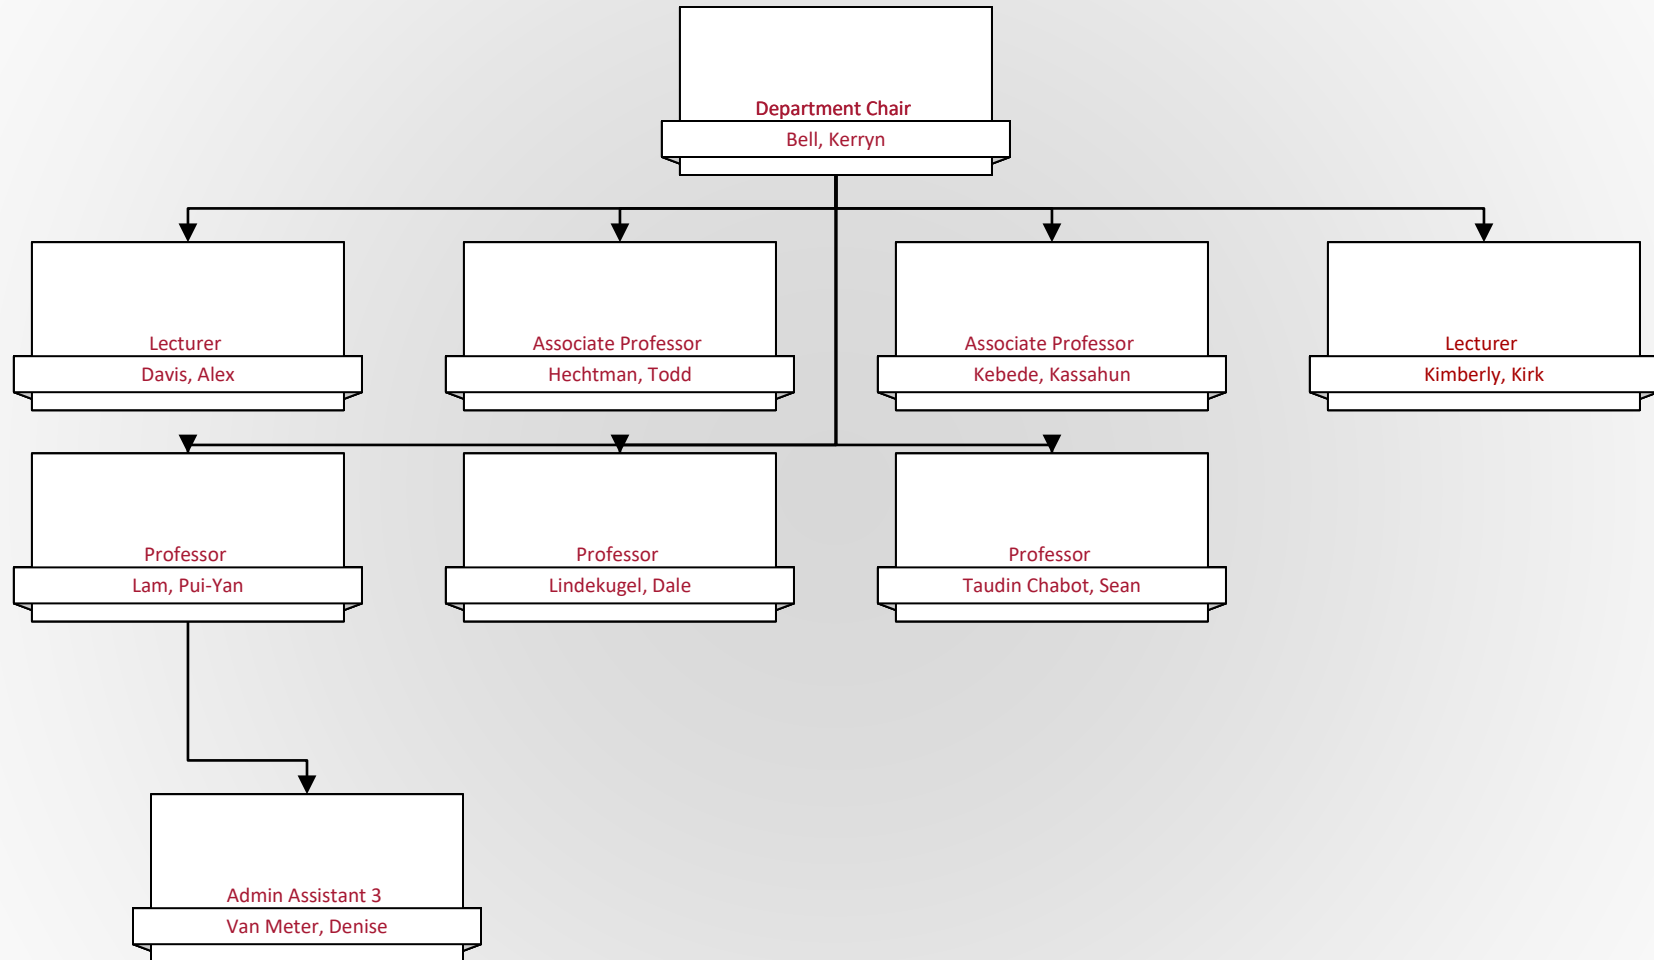 Department Chair
Bell, Kerryn
Lecturer
Davis, Alex
Associate Professor
Hechtman, Todd
Associate Professor
Kebede, Kassahun
Lecturer
Kimberly, Kirk
Professor
Lam, Pui-Yan
Professor
Lindekugel, Dale
Professor
Taudin Chabot, Sean
Admin Assistant 3
Van Meter, Denise